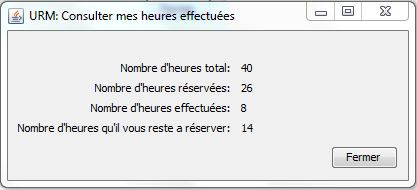 URM: Consulter mes heures effectuées
Nombre d'heures total: 40
Nombre d'heures réservées: 26
Nombre d'heures effectuées: 8
Nombre d'heures qu'il vous reste a réserver: 14
Fermer